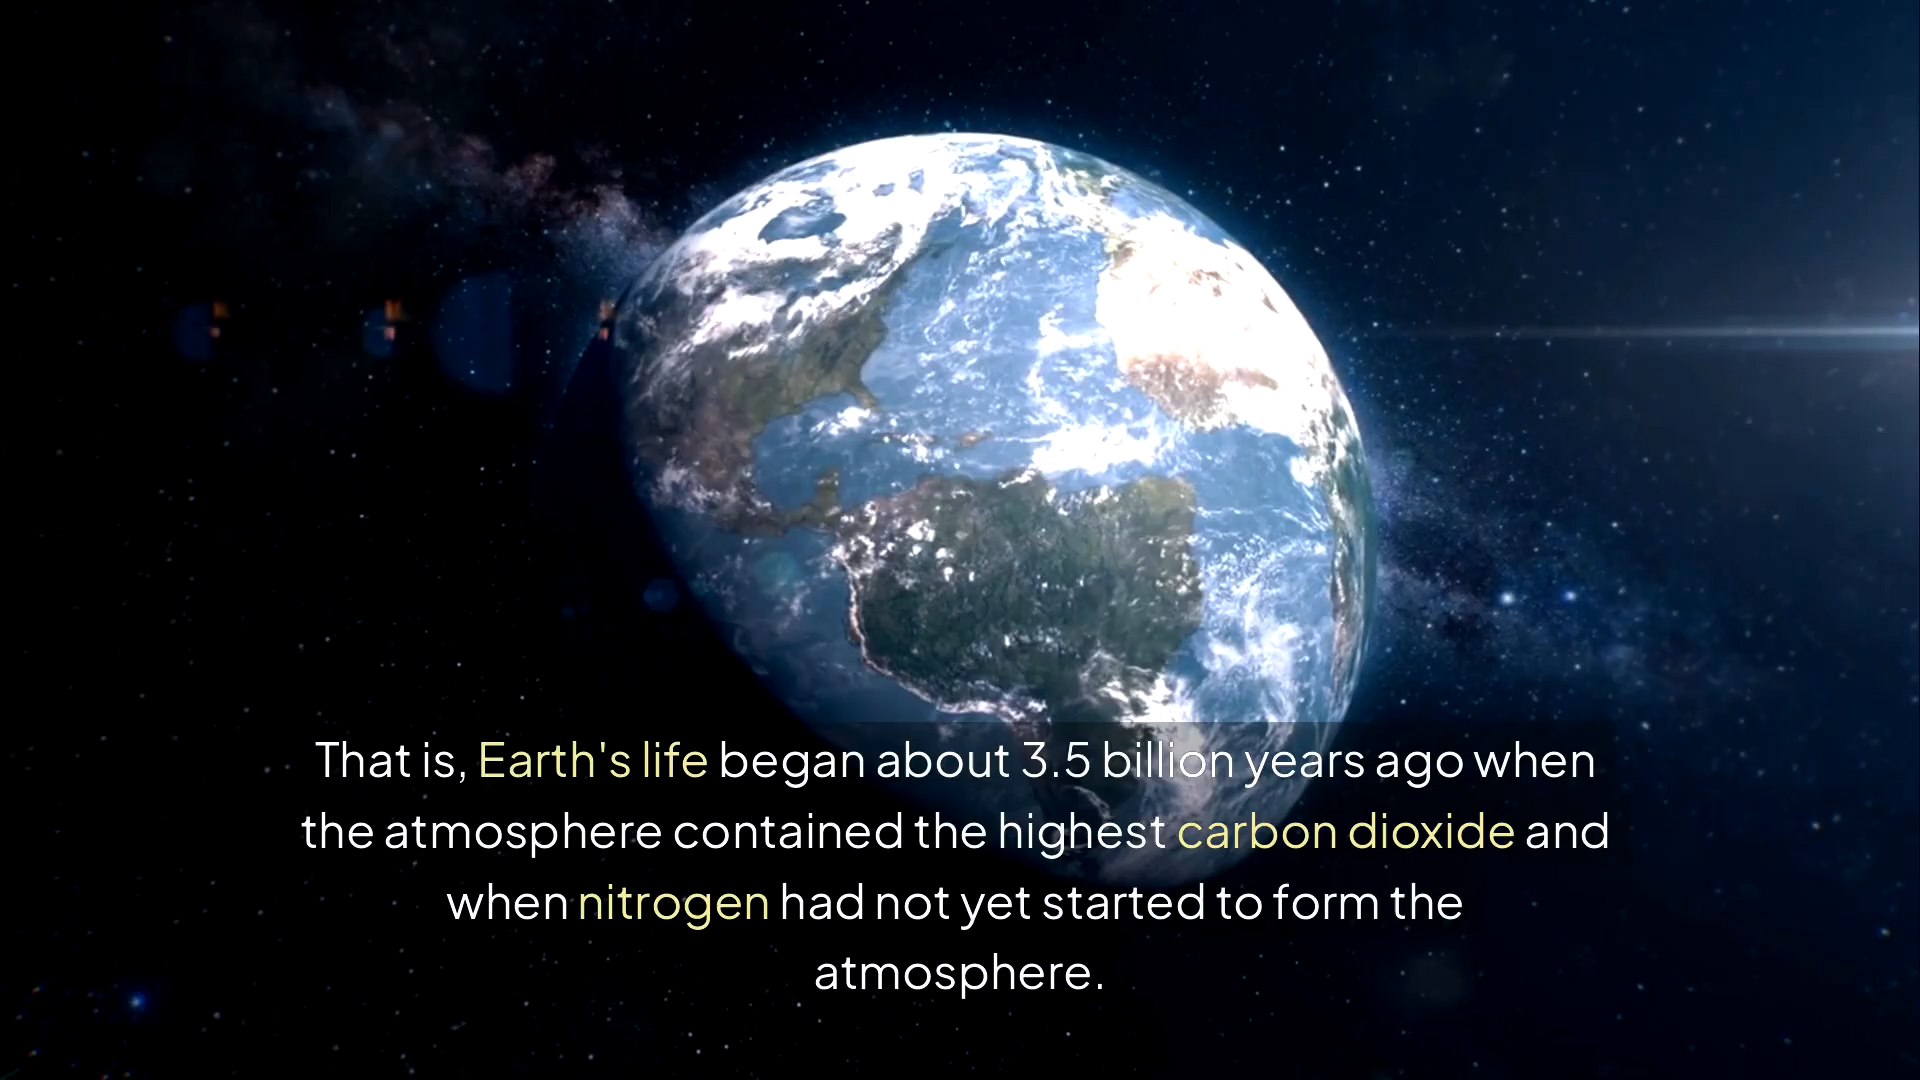 That is, Earth's life began about 3.5 billion years ago when
the atmosphere contained the highest carbon dioxide and
when nitrogen had not yet started to form the
atmosphere.